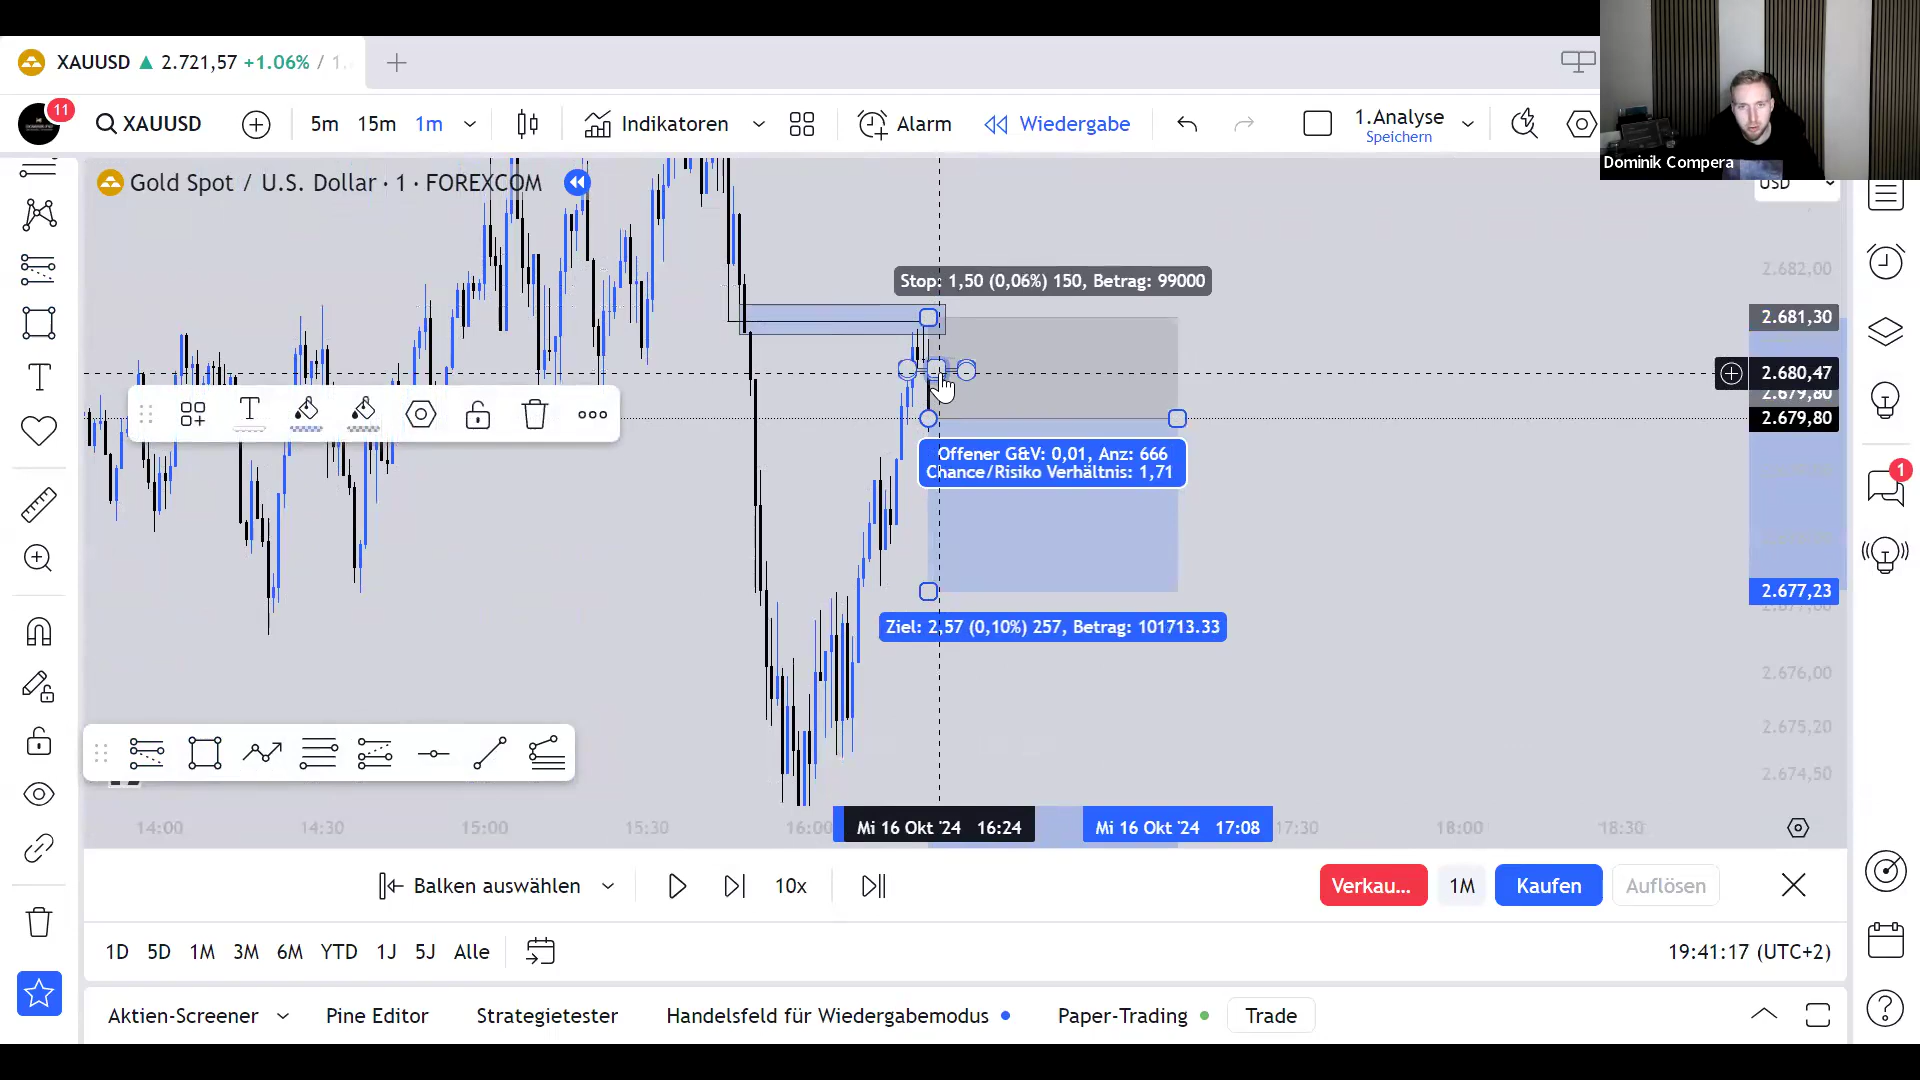 XAUUSD ▲ 2.721,57 +1.06% / 1.
11
XAUUSD
5m 15m 1m
Indikatoren
Alarm
Wiedergabe
1.Analyse
Speichern
Dominik Compera
Gold Spot / U.S. Dollar · 1 · FOREXCOM
USD
2.682,00
Stop: 1,50 (0,06%) 150, Betrag: 99000
2.681,30
2.680,47
2.679,80
2.679,80
Offener G&V: 0,01, Anz: 666
Chance/Risiko Verhältnis: 1,71
1
2.677,23
Ziel: 2,57 (0,10%) 257, Betrag: 101713.33
2.676,00
2.675,20
2.674,50
14:00 14:30 15:00 15:30 16:00 Mi 16 Okt '24 16:24 Mi 16 Okt '24 17:08 17:30 18:00 18:30
Balken auswählen
10x
Verkau...
1M
Kaufen
Auflösen
1D 5D 1M 3M 6M YTD 1J 5J Alle
19:41:17 (UTC+2)
Aktien-Screener Pine Editor Strategietester Handelsfeld für Wiedergabemodus Paper-Trading Trade